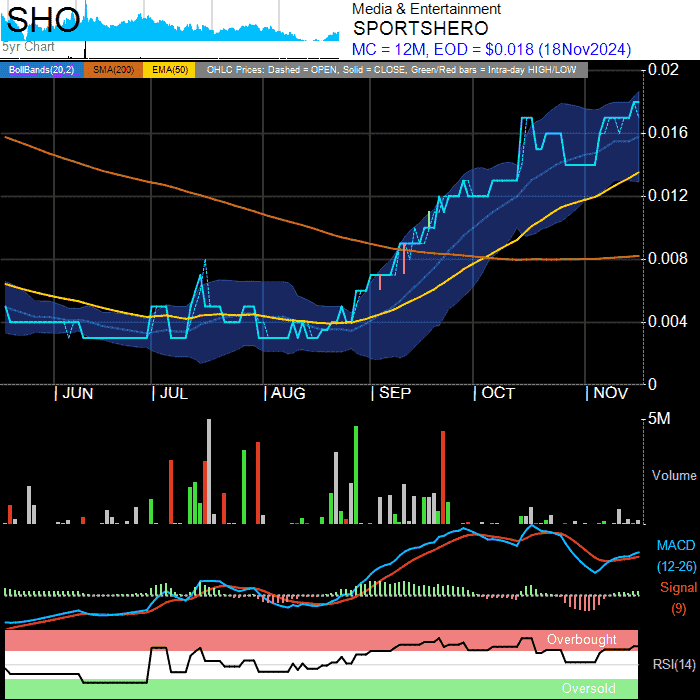 SHO
5yr Chart
Media & Entertainment
SPORTSHERO
MC = 12M, EOD = $0.018 (18Nov2024)
BollBands(20,2) SMA(200) EMA(50) OHLC Prices: Dashed = OPEN, Solid = CLOSE, Green/Red bars = Intra-day HIGH/LOW
0.02
0.016
0.012
0.008
0.004
0
JUN JUL AUG SEP OCT NOV
5M
Volume
MACD
(12-26)
Signal
(9)
Overbought
RSI(14)
Oversold